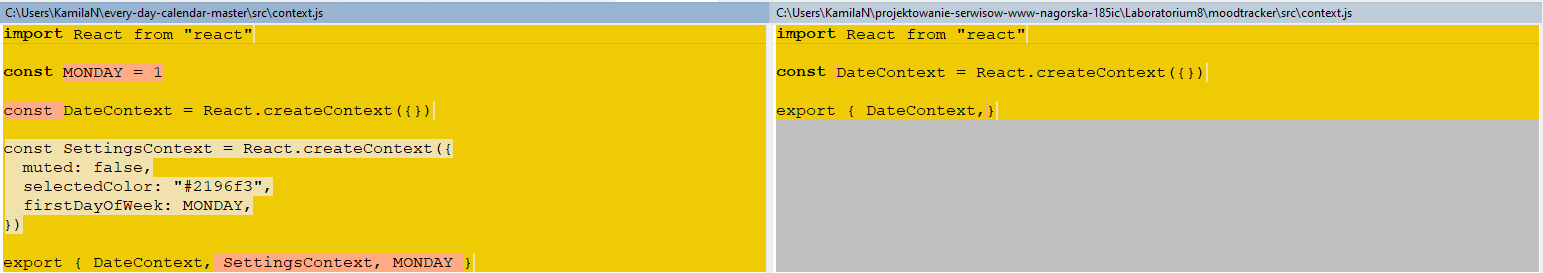 C:\Users\KamilaN\every-day-calendar-master\src\context.js
import React from "react"
const MONDAY = 1
const DateContext = React.createContext({})
const SettingsContext = React.createContext({
muted: false,
selectedColor: "#2196f3",
firstDayOfWeek: MONDAY,
})
export { DateContext, SettingsContext, MONDAY }
C:\Users\KamilaN\projektowanie-serwisow-www-nagorska-185ic\Laboratorium8\moodtracker\src\context.js
import React from "react"
const DateContext = React.createContext({})
export { DateContext,}